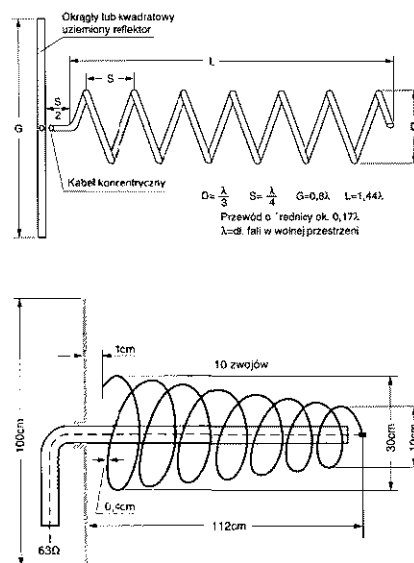 Okrągły lub kwadratowy
uziemiony reflektor
L
S
S/2
G
D
Kabel koncentryczny
D= λ/3 S= λ/4 G=0,8λ L=1,44λ
Przewód o ´rednicy ok. 0,17λ
λ=dł. fali w wolnej przestrzeni
1cm
10 zwojów
100cm
30cm
10cm
0,4cm
112cm
63Ω